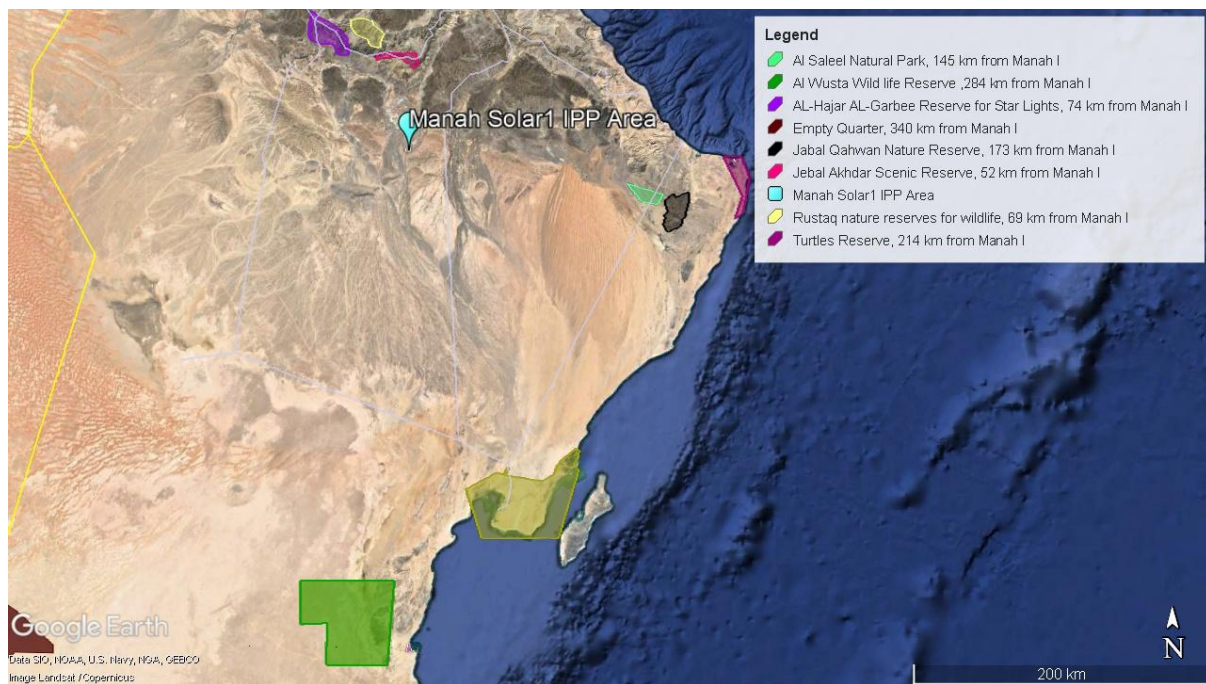 Legend
Al Saleel Natural Park, 145 km from Manah I
Al Wusta Wild life Reserve ,284 km from Manah I
AL-Hajar AL-Garbee Reserve for Star Lights, 74 km from Manah I
Empty Quarter, 340 km from Manah I
Jabal Qahwan Nature Reserve, 173 km from Manah I
Jebal Akhdar Scenic Reserve, 52 km from Manah I
Manah Solar1 IPP Area
Rustaq nature reserves for wildlife, 69 km from Manah I
Turtles Reserve, 214 km from Manah I
Manah Solar1 IPP Area
Google Earth
Data SIO, NOAA, U.S. Navy, NGA, GEBCO
Image Landsat / Copernicus
N
200 km